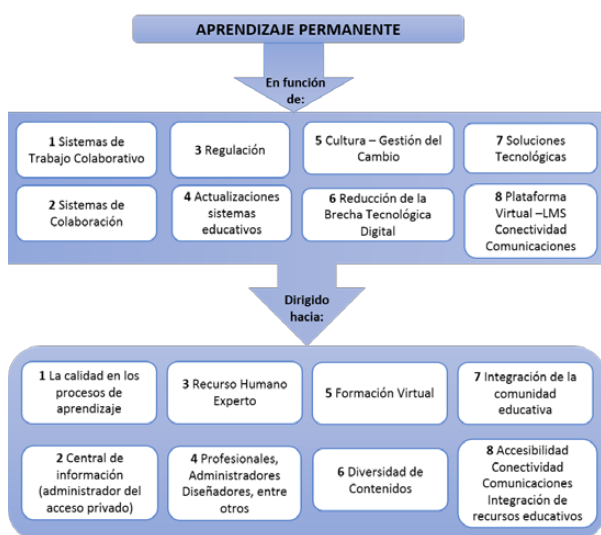 APRENDIZAJE PERMANENTE
En función
de:
1 Sistemas de
Trabajo Colaborativo
3 Regulación
5 Cultura – Gestión del
Cambio
7 Soluciones
Tecnológicas
2 Sistemas de
Colaboración
4 Actualizaciones
sistemas
educativos
6 Reducción de la
Brecha Tecnológica
Digital
8 Plataforma
Virtual –LMS
Conectividad
Comunicaciones
Dirigido
hacia:
1 La calidad en los
procesos de
aprendizaje
3 Recurso Humano
Experto
5 Formación Virtual
7 Integración de la
comunidad
educativa
2 Central de
información
(administrador del
acceso privado)
4 Profesionales,
Administradores
Diseñadores, entre
otros
6 Diversidad de
Contenidos
8 Accesibilidad
Conectividad
Comunicaciones
Integración de
recursos educativos